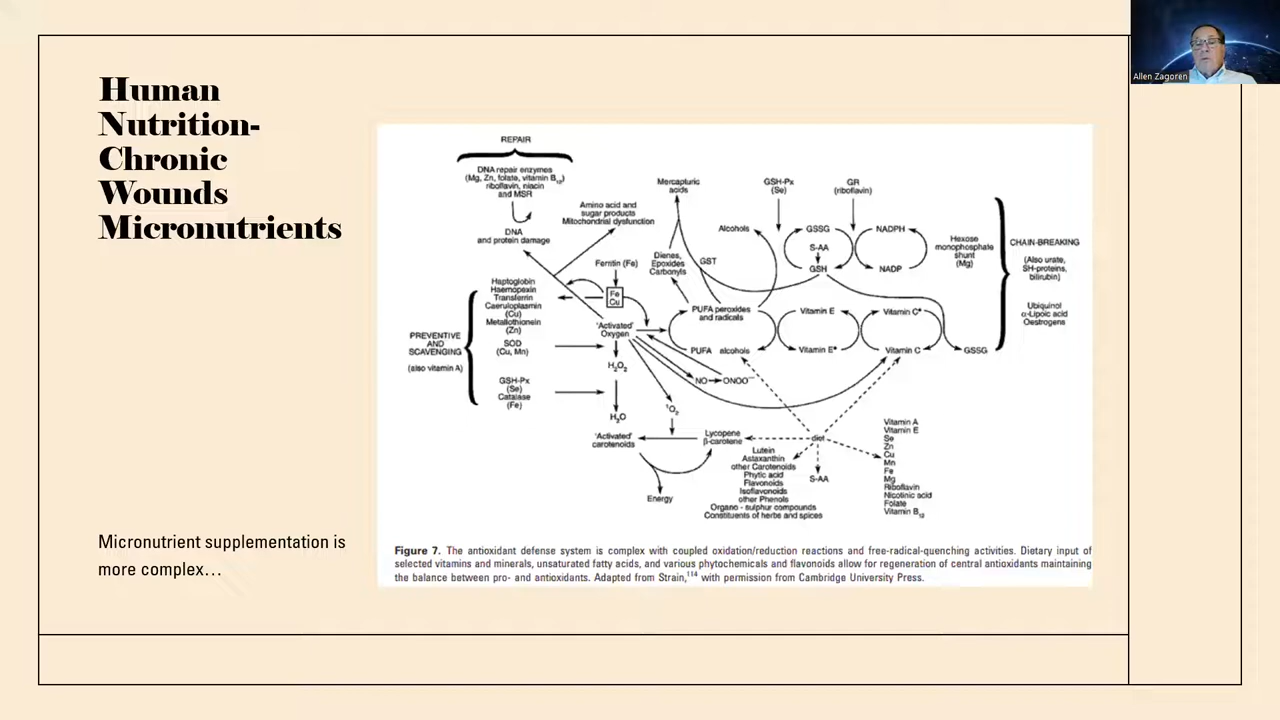 Human
Nutrition-
Chronic
Wounds
Micronutrients
Micronutrient supplementation is
more complex…
Allen Zagoren
REPAIR
DNA repair enzymes
(Mg, Zn, folate, vitamin B12)
riboflavin, niacin
and MSR
DNA
and protein damage
Amino acid and
sugar products
Mitochondrial dysfunction
Ferritin (Fe)
Fe
Cu
Haptoglobin
Haemopexin
Transferrin
Caeruloplasmin
(Cu)
Metallothionein
(Zn)
SOD
(Cu, Mn)
GSH-Px
(Se)
Catalase
(Fe)
PREVENTIVE
AND
SCAVENGING
(also vitamin A)
'Activated'
Oxygen
H2O2
H2O
'Activated'
carotenoids
Energy
1O2
NO
ONOO—
Lycopene
β-carotene
Mercapturic
acids
Dienes,
Epoxides
Carbonyls
GST
Alcohols
PUFA peroxides
and radicals
PUFA alcohols
GSH-Px
(Se)
GR
(riboflavin)
GSSG
S-AA
GSH
NADPH
NADP
Hexose
monophosphate
shunt
(Mg)
Vitamin E
Vitamin E•
Vitamin C•
Vitamin C
GSSG
CHAIN-BREAKING
(Also urate,
SH-proteins,
bilirubin)
Ubiquinol
α-Lipoic acid
Oestrogens
diet
S-AA
Lutein
Astaxanthin
other Carotenoids
Phytic acid
Flavonoids
Isoflavonoids
other Phenols
Organo - sulphur compounds
Constituents of herbs and spices
Vitamin A
Vitamin E
Se
Zn
Cu
Mn
Fe
Mg
Riboflavin
Nicotinic acid
Folate
Vitamin B12
Figure 7. The antioxidant defense system is complex with coupled oxidation/reduction reactions and free-radical-quenching activities. Dietary input of
selected vitamins and minerals, unsaturated fatty acids, and various phytochemicals and flavonoids allow for regeneration of central antioxidants maintaining
the balance between pro- and antioxidants. Adapted from Strain,114 with permission from Cambridge University Press.